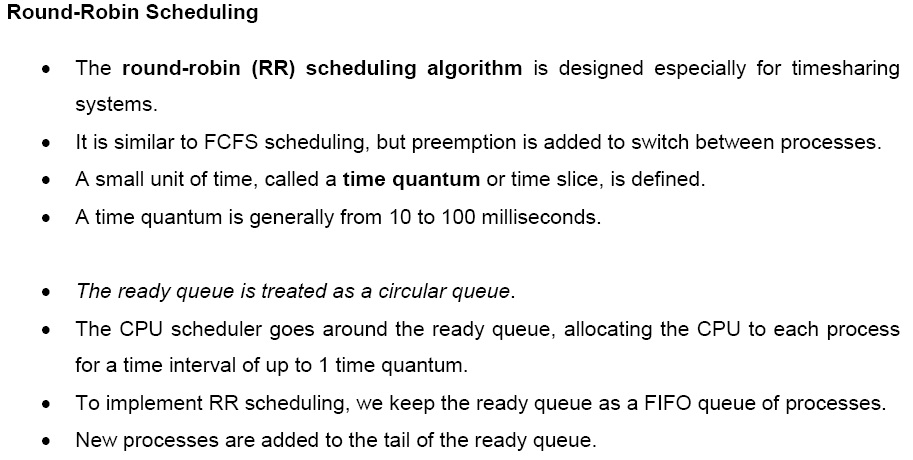 Round-Robin Scheduling
• The round-robin (RR) scheduling algorithm is designed especially for timesharing
systems.
• It is similar to FCFS scheduling, but preemption is added to switch between processes.
• A small unit of time, called a time quantum or time slice, is defined.
• A time quantum is generally from 10 to 100 milliseconds.
• The ready queue is treated as a circular queue.
• The CPU scheduler goes around the ready queue, allocating the CPU to each process
for a time interval of up to 1 time quantum.
• To implement RR scheduling, we keep the ready queue as a FIFO queue of processes.
• New processes are added to the tail of the ready queue.